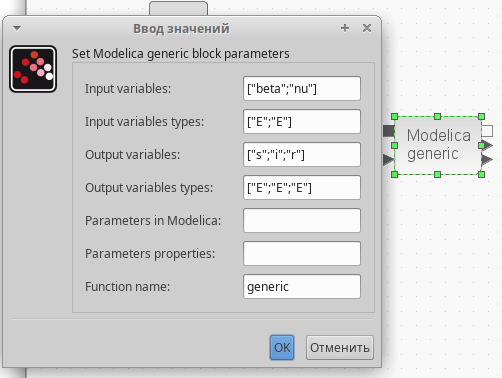 Ввод значений
Set Modelica generic block parameters
Input variables: ["beta";"nu"]
Input variables types: ["E";"E"]
Output variables: ["s";"i";"r"]
Output variables types: ["E";"E";"E"]
Parameters in Modelica:
Parameters properties:
Function name: generic
OK Отменить
Modelica
generic